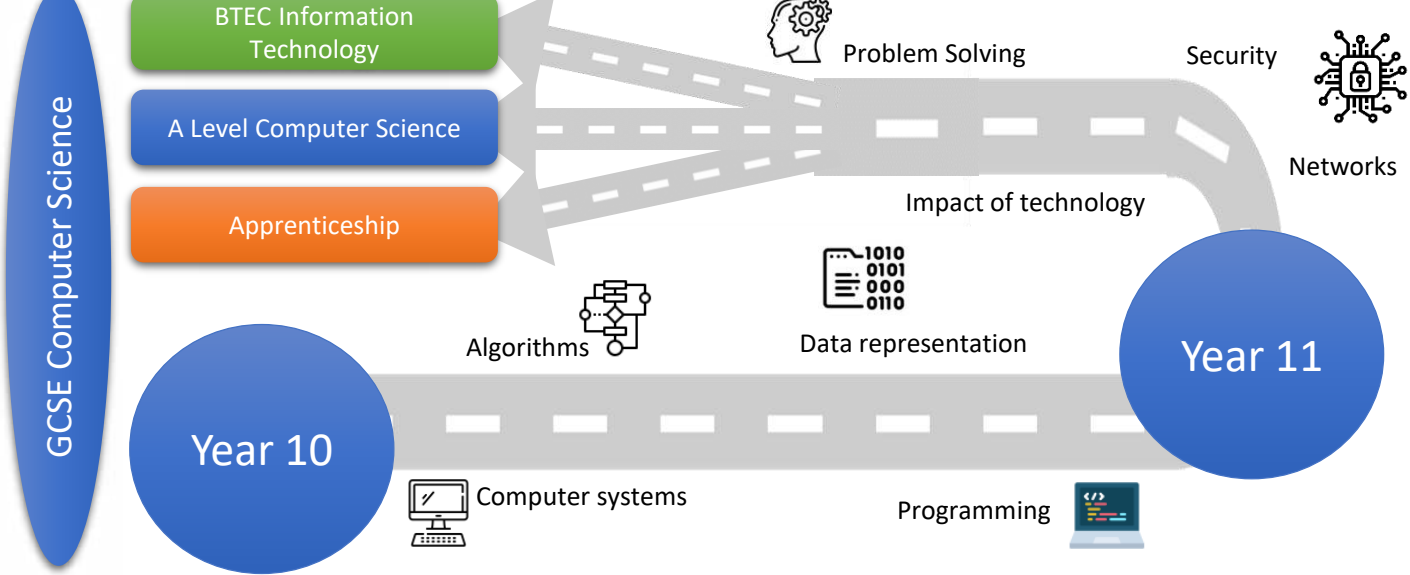 GCSE Computer Science
BTEC Information
Technology
A Level Computer Science
Apprenticeship
Problem Solving
Security
Networks
Impact of technology
1010
0101
000
0110
Algorithms
Data representation
Year 11
Year 10
Computer systems
Programming